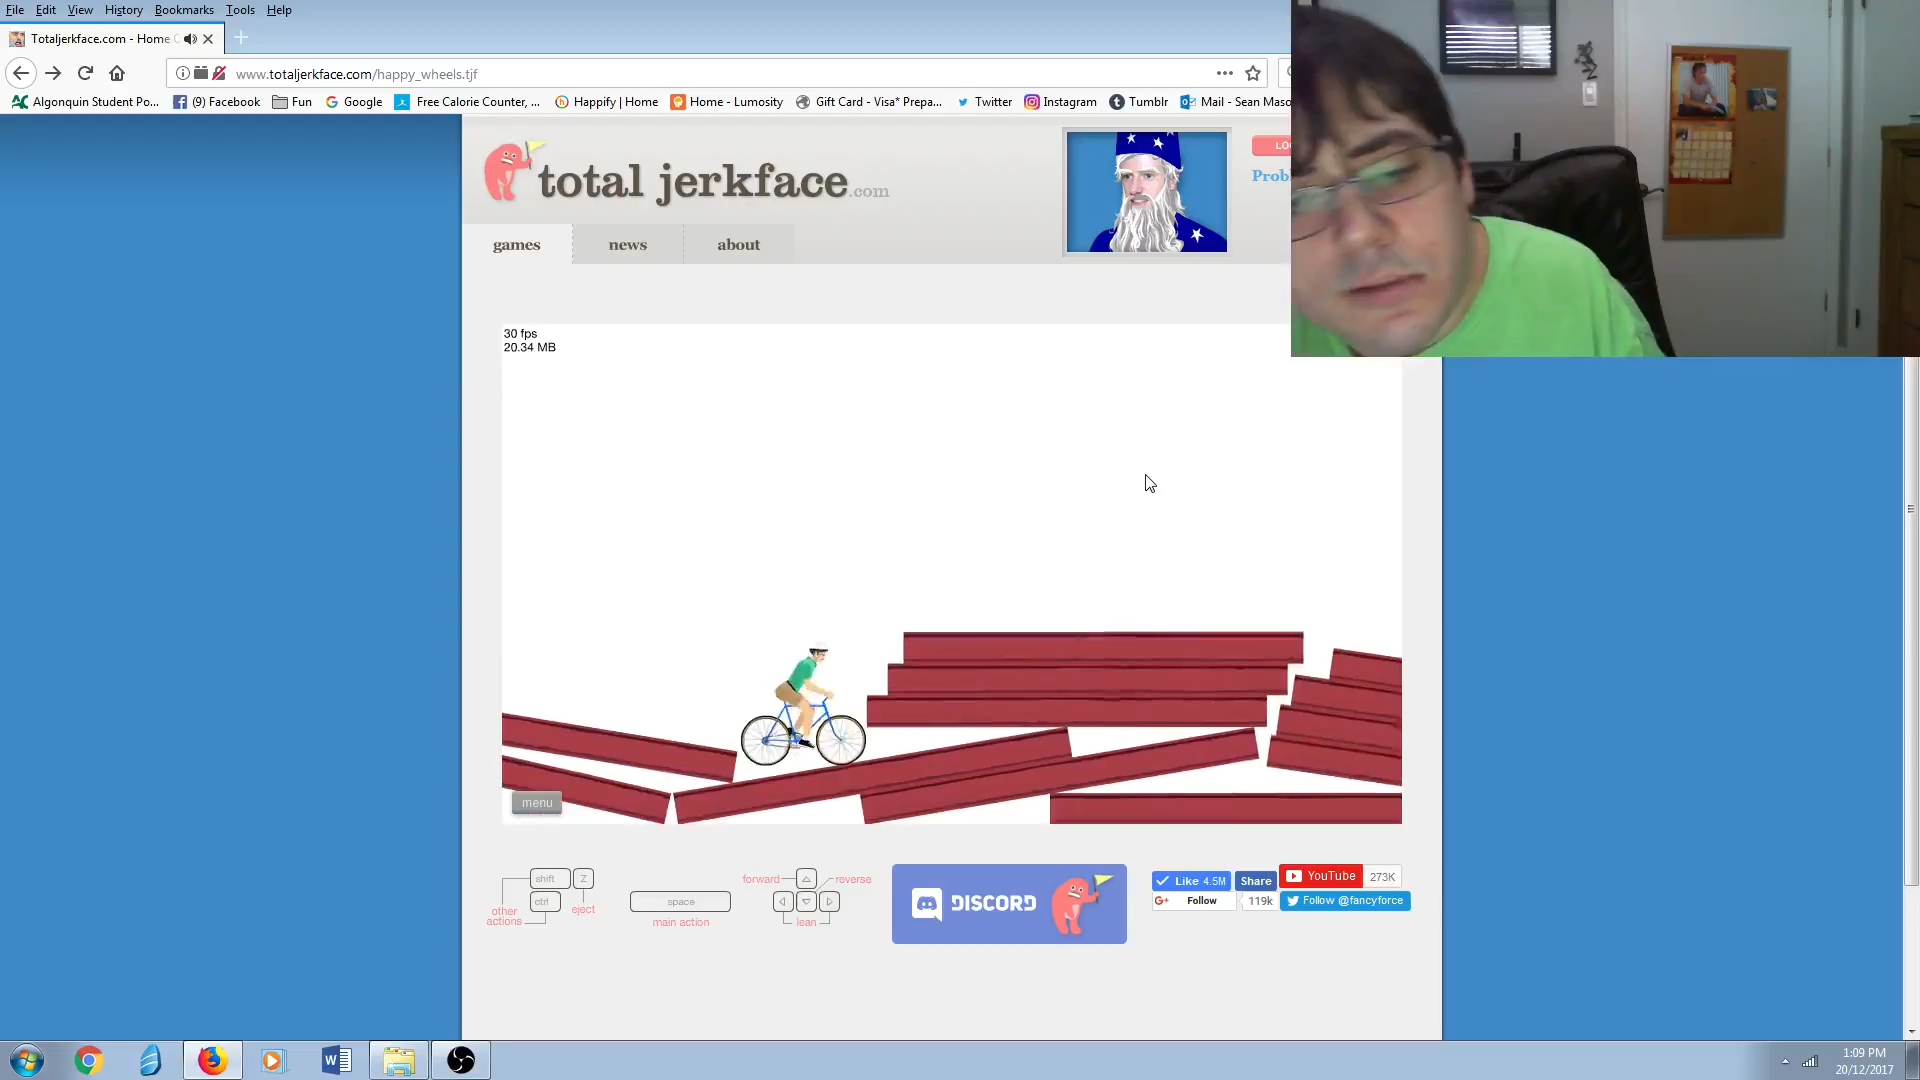 File Edit View History Bookmarks Tools Help
Totaljerkface.com - Home
www.totaljerkface.com/happy_wheels.tjf
Algonquin Student Po... (9) Facebook Fun Google Free Calorie Counter, ... Happify | Home Home - Lumosity Gift Card - Visa* Prepa... Twitter Instagram Tumblr Mail - Sean Maso
total jerkface.com
LO
Prob
games news about
30 fps
20.34 MB
menu
shift Z
ctrl
other actions
eject
space
main action
forward reverse
lean
DISCORD
Like 4.5M Share YouTube 273K
G+ Follow 119k Follow @fancyforce
W
1:09 PM
20/12/2017